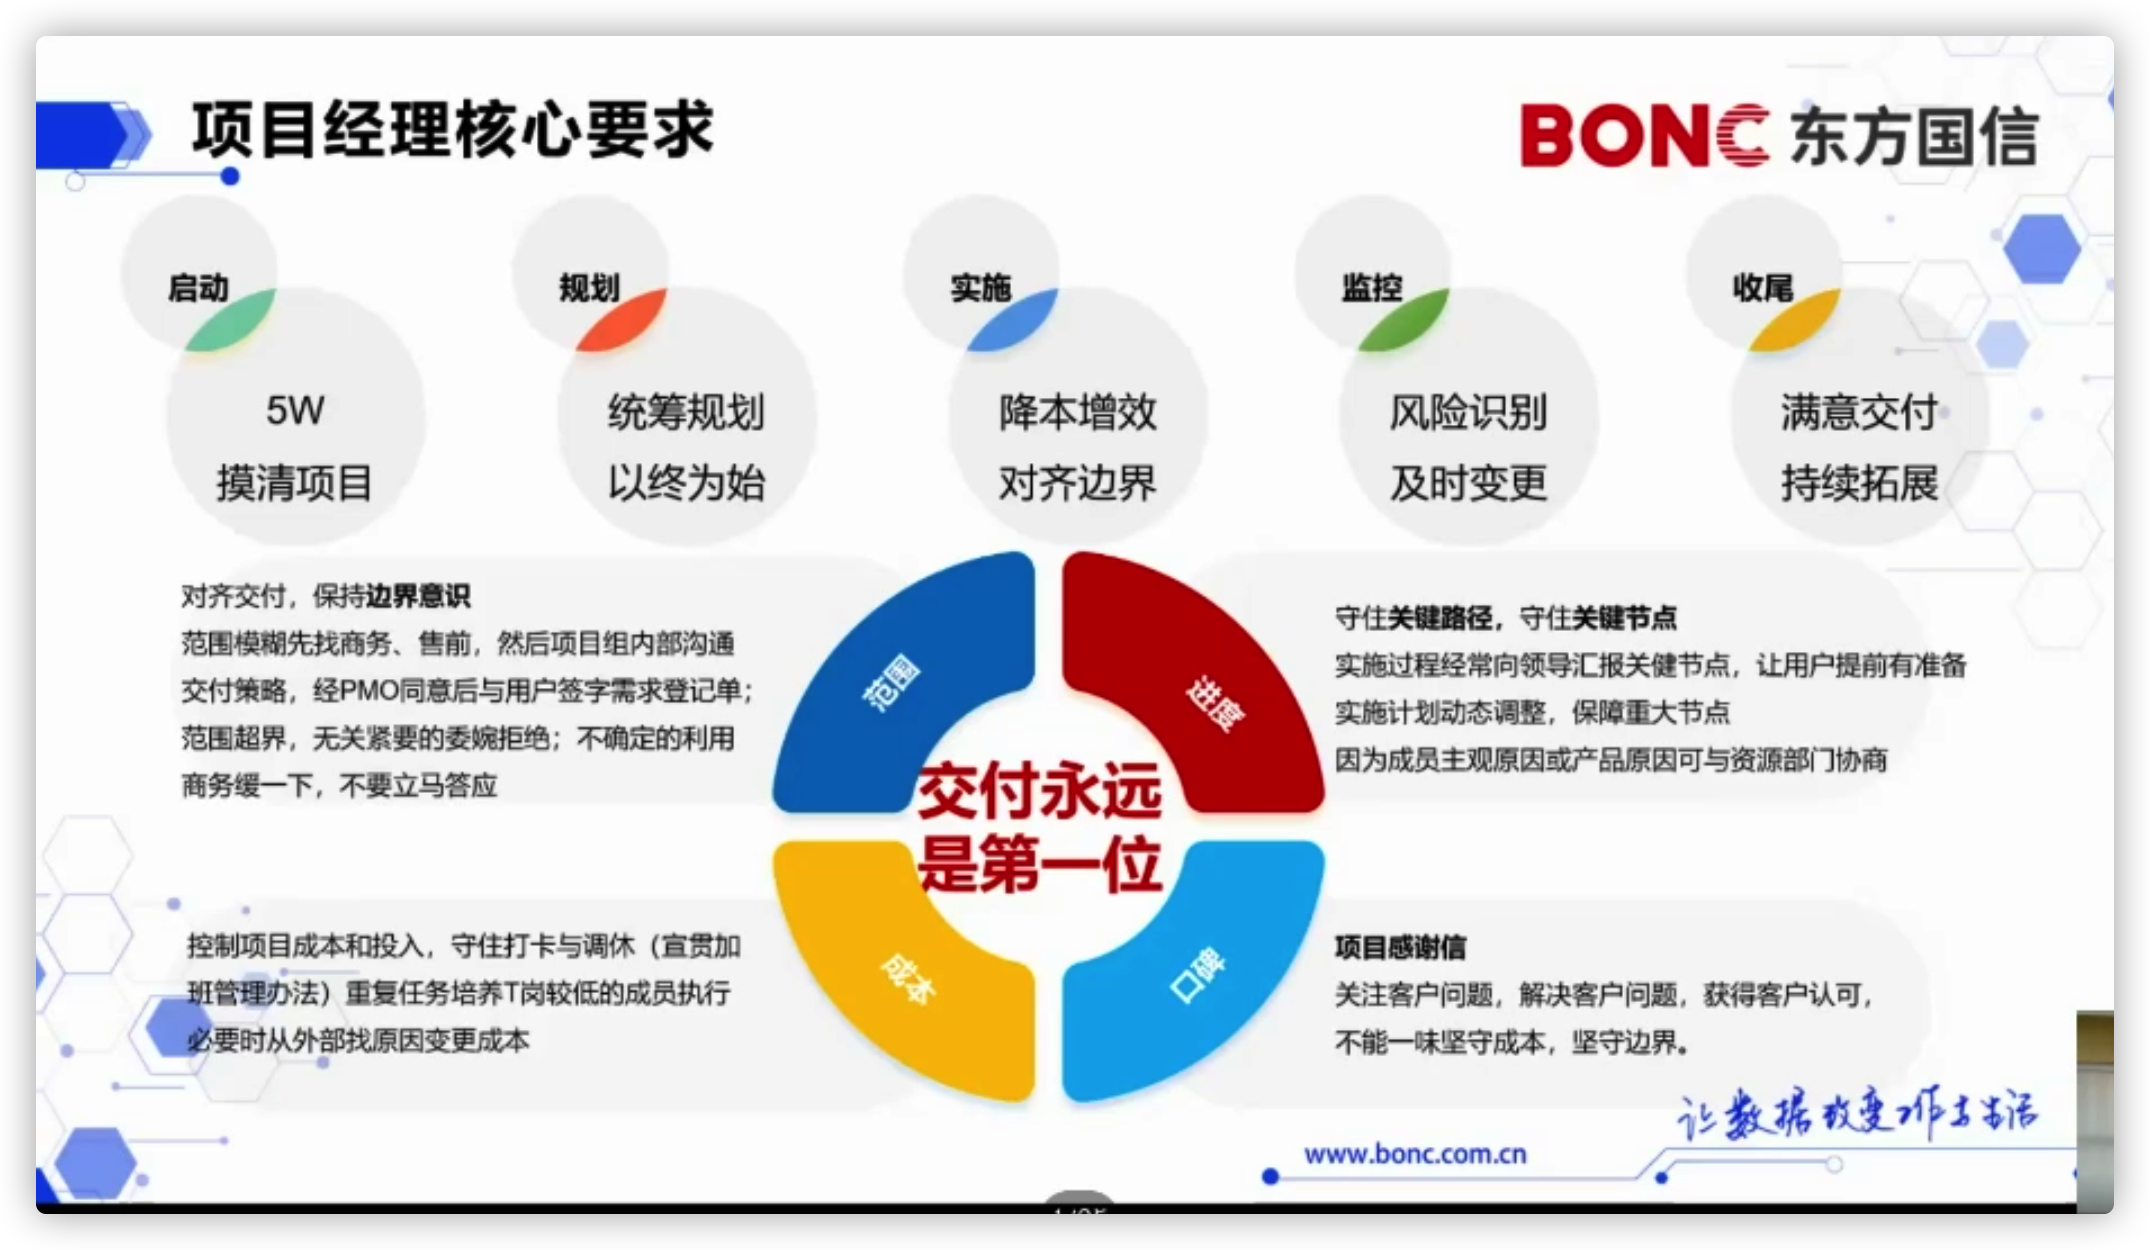 项目经理核心要求
BONC 东方国信
启动
规划
实施
监控
收尾
5W
摸清项目
统筹规划
以终为始
降本增效
对齐边界
风险识别
及时变更
满意交付
持续拓展
对齐交付，保持边界意识
范围模糊先找商务、售前，然后项目组内部沟通
交付策略，经PMO同意后与用户签字需求登记单；
范围超界，无关紧要的委婉拒绝；不确定的利用
商务缓一下，不要立马答应
范围
进度
守住关键路径，守住关键节点
实施过程经常向领导汇报关健节点，让用户提前有准备
实施计划动态调整，保障重大节点
因为成员主观原因或产品原因可与资源部门协商
交付永远
是第一位
控制项目成本和投入，守住打卡与调休（宣贯加
班管理办法）重复任务培养T岗较低的成员执行
必要时从外部找原因变更成本
成本
口碑
项目感谢信
关注客户问题，解决客户问题，获得客户认可，
不能一味坚守成本，坚守边界。
让数据改变工作与生活
www.bonc.com.cn